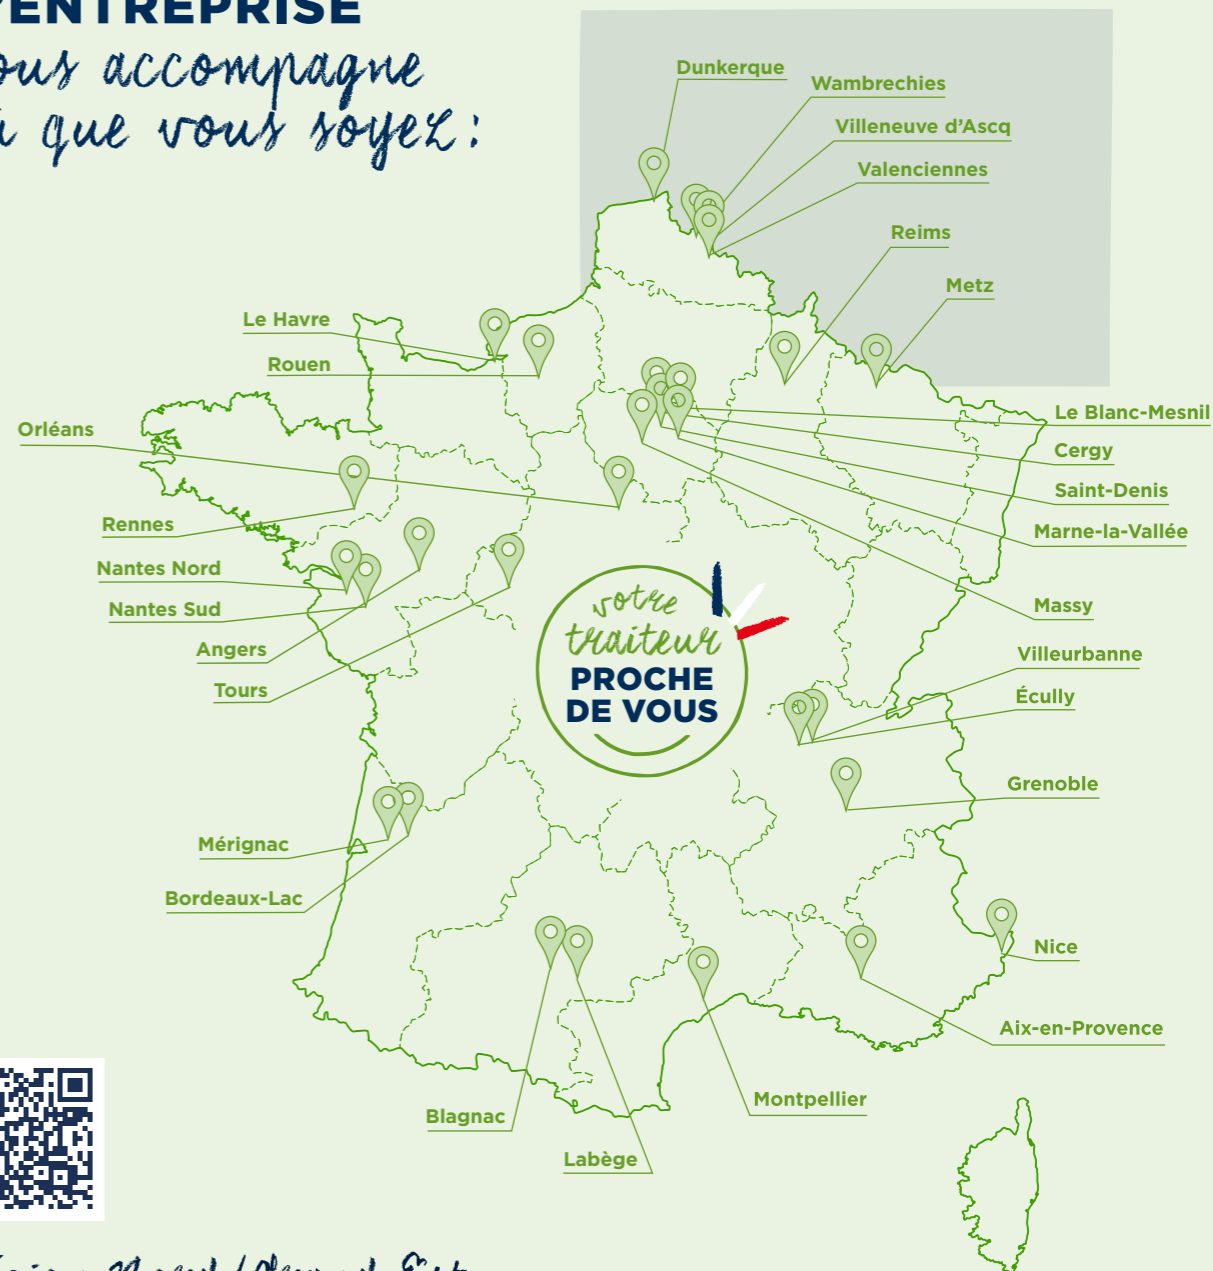 'ENTREPRISE
ous accompagne
que vous soyez :
Dunkerque
Wambrechies
Villeneuve d'Ascq
Valenciennes
Reims
Metz
Le Havre
Rouen
Orléans
Rennes
Nantes Nord
Nantes Sud
Angers
Tours
Le Blanc-Mesnil
Cergy
Saint-Denis
Marne-la-Vallée
Massy
Villeurbanne
Écully
Grenoble
votre
traiteur
PROCHE
DE VOUS
Mérignac
Bordeaux-Lac
Nice
Aix-en-Provence
Montpellier
Blagnac
Labège